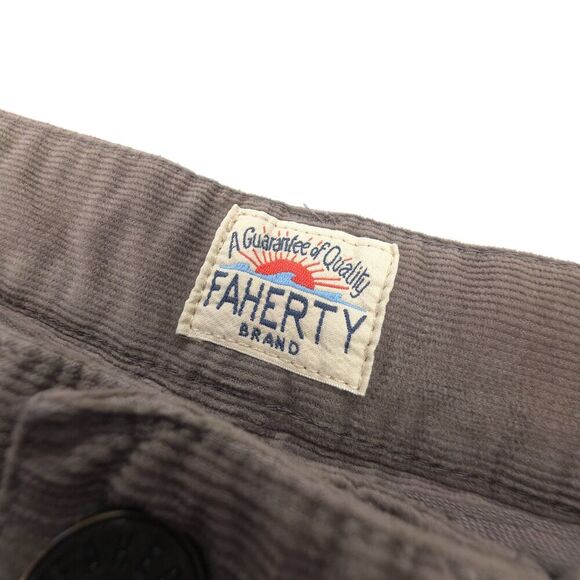 A Guarantee of Quality
FAHERTY
BRAND